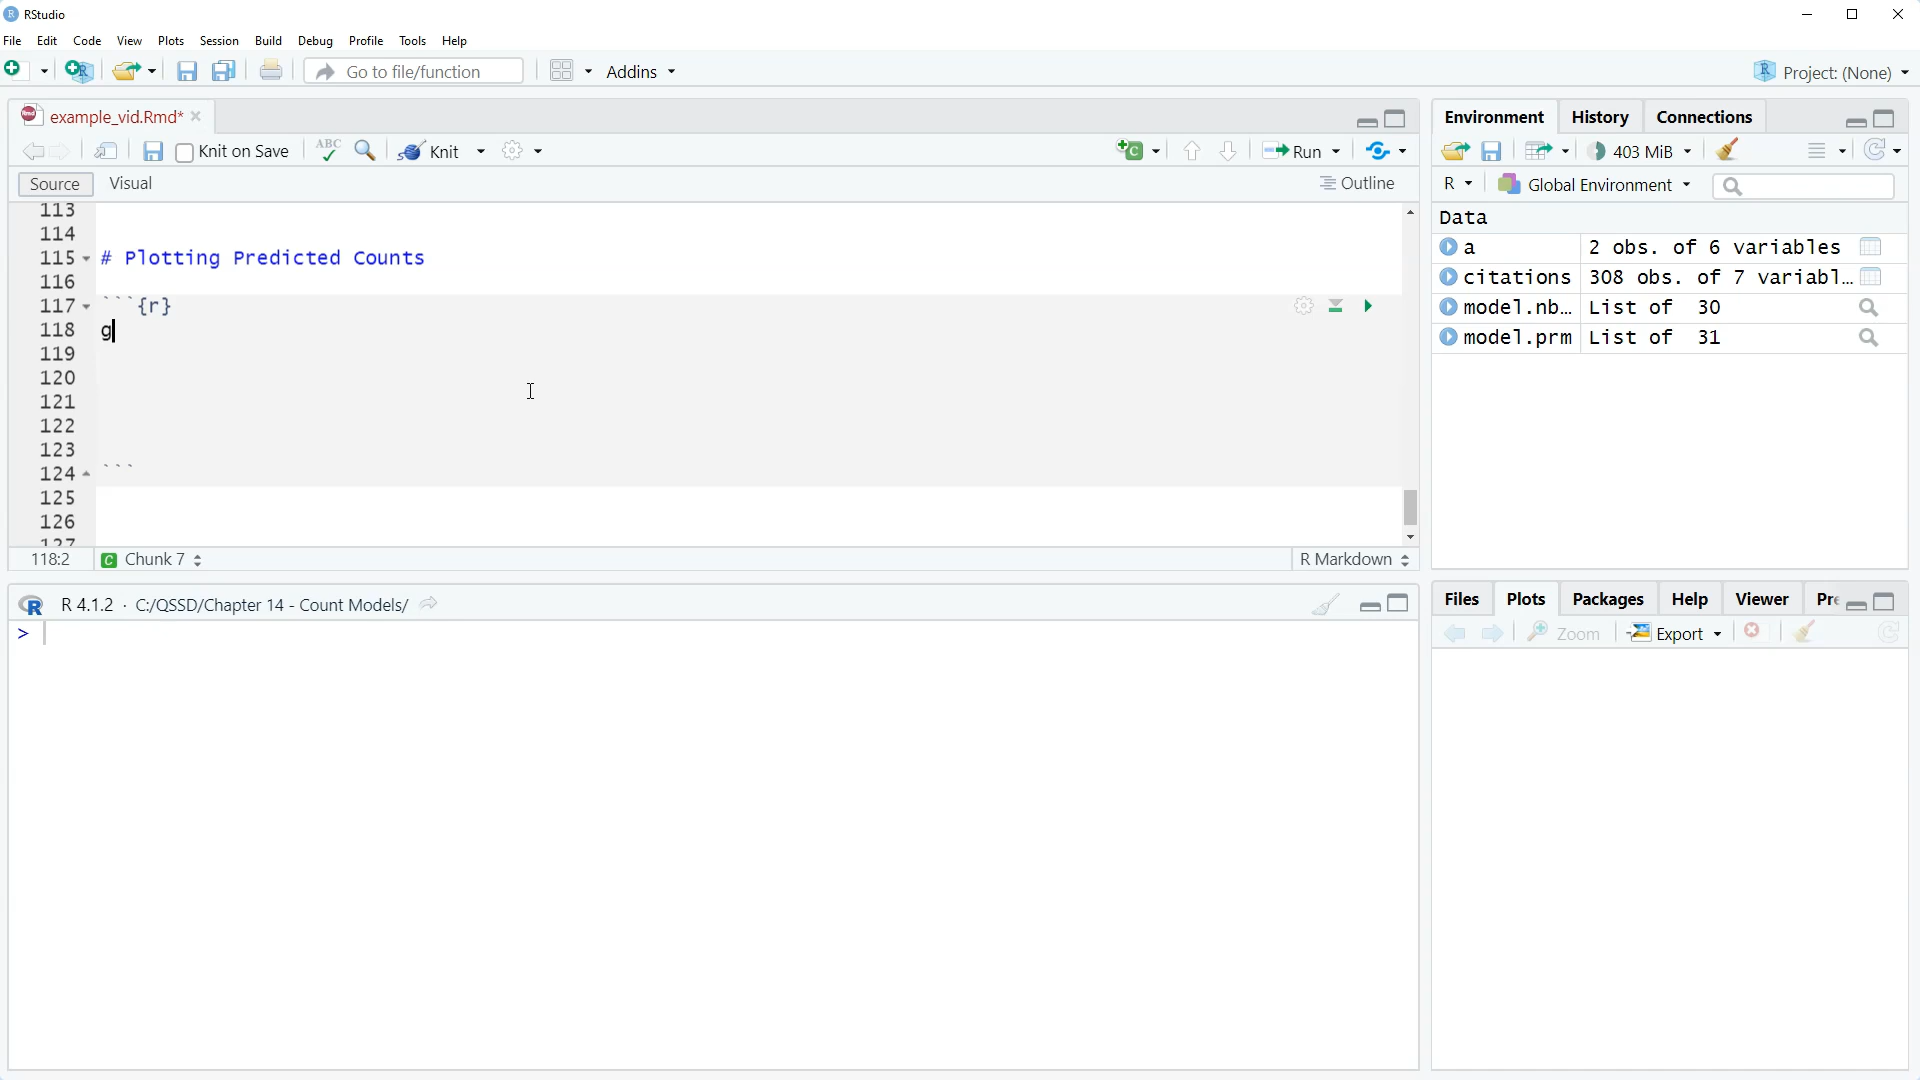 RStudio
File Edit Code View Plots Session Build Debug Profile Tools Help
Go to file/function Addins Project: (None)
example_vid.Rmd*
Knit on Save ABC Knit Run
Source Visual Outline
113
114
115 # Plotting Predicted Counts
116
117 ```{r}
118 g
119
120
121
122
123
124 ```
125
126
127
118:2 Chunk 7 R Markdown
R 4.1.2 · C:/QSSD/Chapter 14 - Count Models/
>
Environment History Connections
403 MiB
R Global Environment
Data
a 2 obs. of 6 variables
citations 308 obs. of 7 variabl…
model.nb… List of 30
model.prm List of 31
Files Plots Packages Help Viewer Pre
Zoom Export